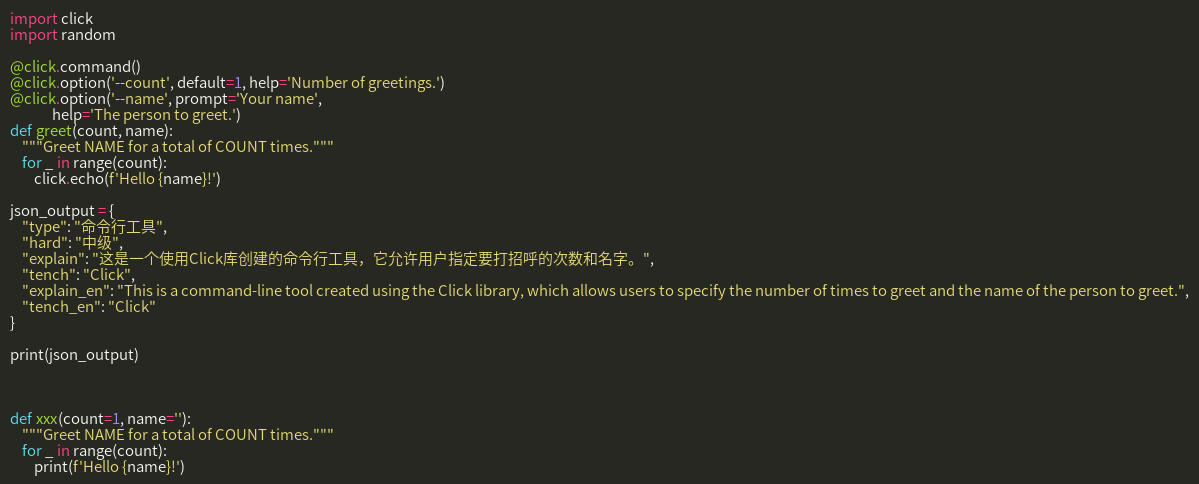 import click
import random
@click.command()
@click.option('--count', default=1, help='Number of greetings.')
@click.option('--name', prompt='Your name',
help='The person to greet.')
def greet(count, name):
"""Greet NAME for a total of COUNT times."""
for _ in range(count):
click.echo(f'Hello {name}!')
json_output = {
"type": "命令行工具",
"hard": "中级",
"explain": "这是一个使用Click库创建的命令行工具，它允许用户指定要打招呼的次数和名字。",
"tench": "Click",
"explain_en": "This is a command-line tool created using the Click library, which allows users to specify the number of times to greet and the name of the person to greet.",
"tench_en": "Click"
}
print(json_output)
def xxx(count=1, name=''):
"""Greet NAME for a total of COUNT times."""
for _ in range(count):
print(f'Hello {name}!')